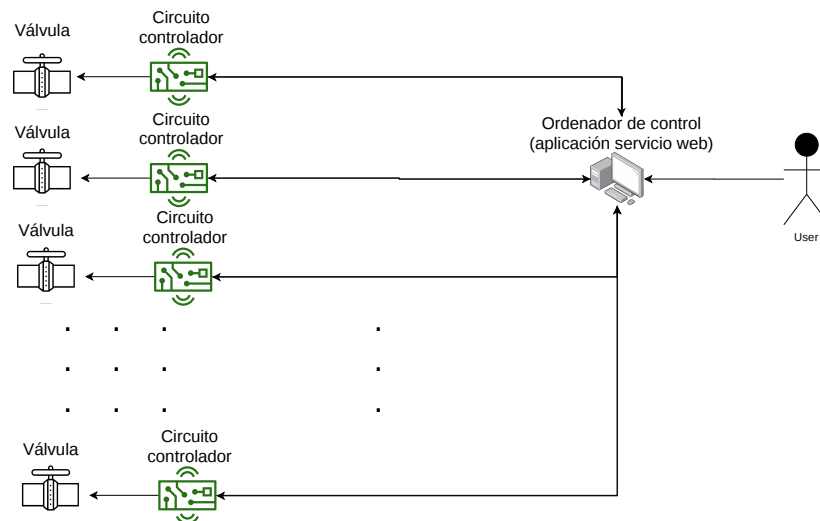 Válvula
Circuito
controlador
Válvula
Circuito
controlador
Ordenador de control
(aplicación servicio web)
User
Válvula
Circuito
controlador
Válvula
Circuito
controlador